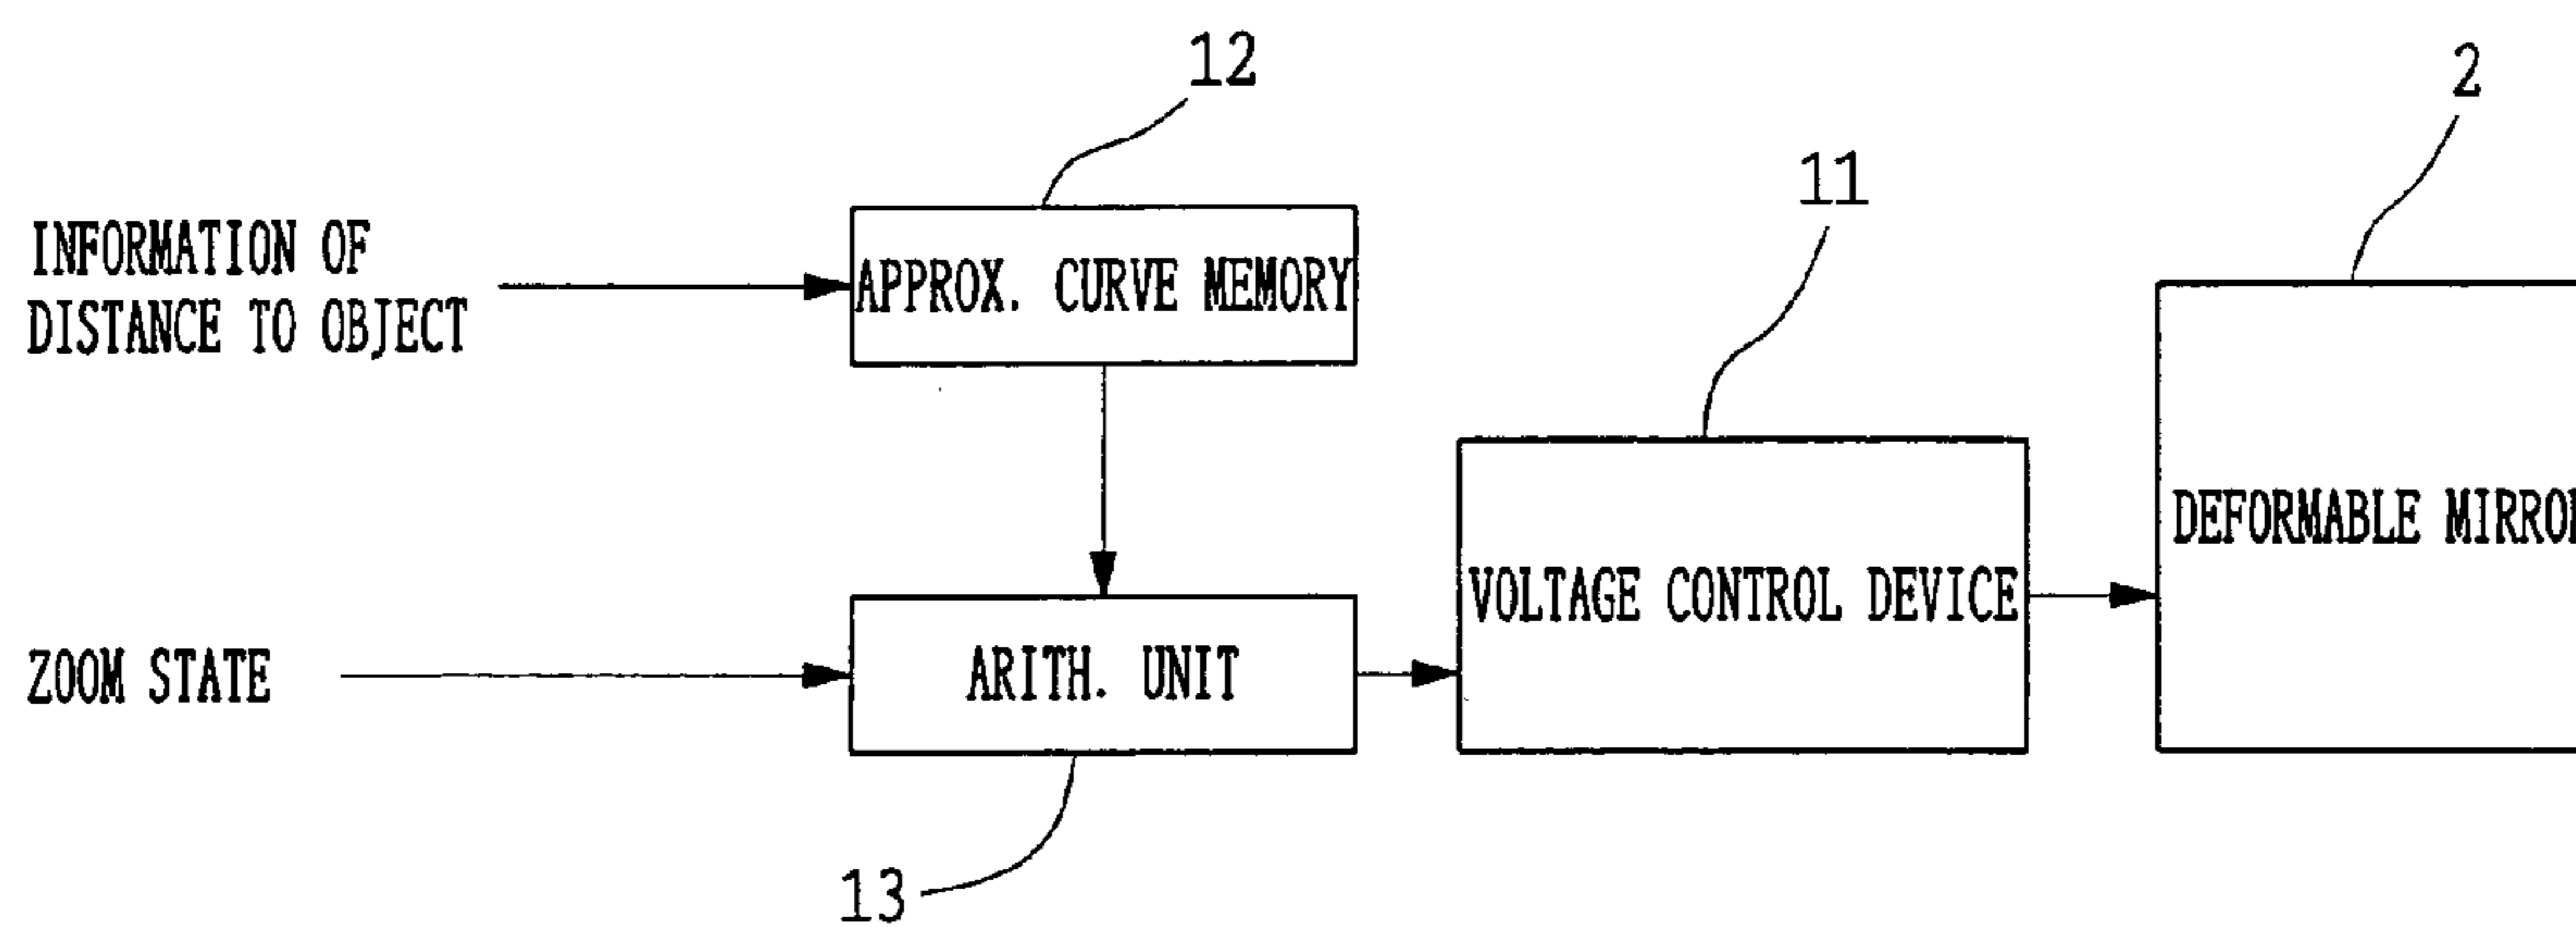 12
2
11
INFORMATION OF
DISTANCE TO OBJECT
APPROX. CURVE MEMORY
DEFORMABLE MIRRO
VOLTAGE CONTROL DEVICE
ZOOM STATE
ARITH. UNIT
13